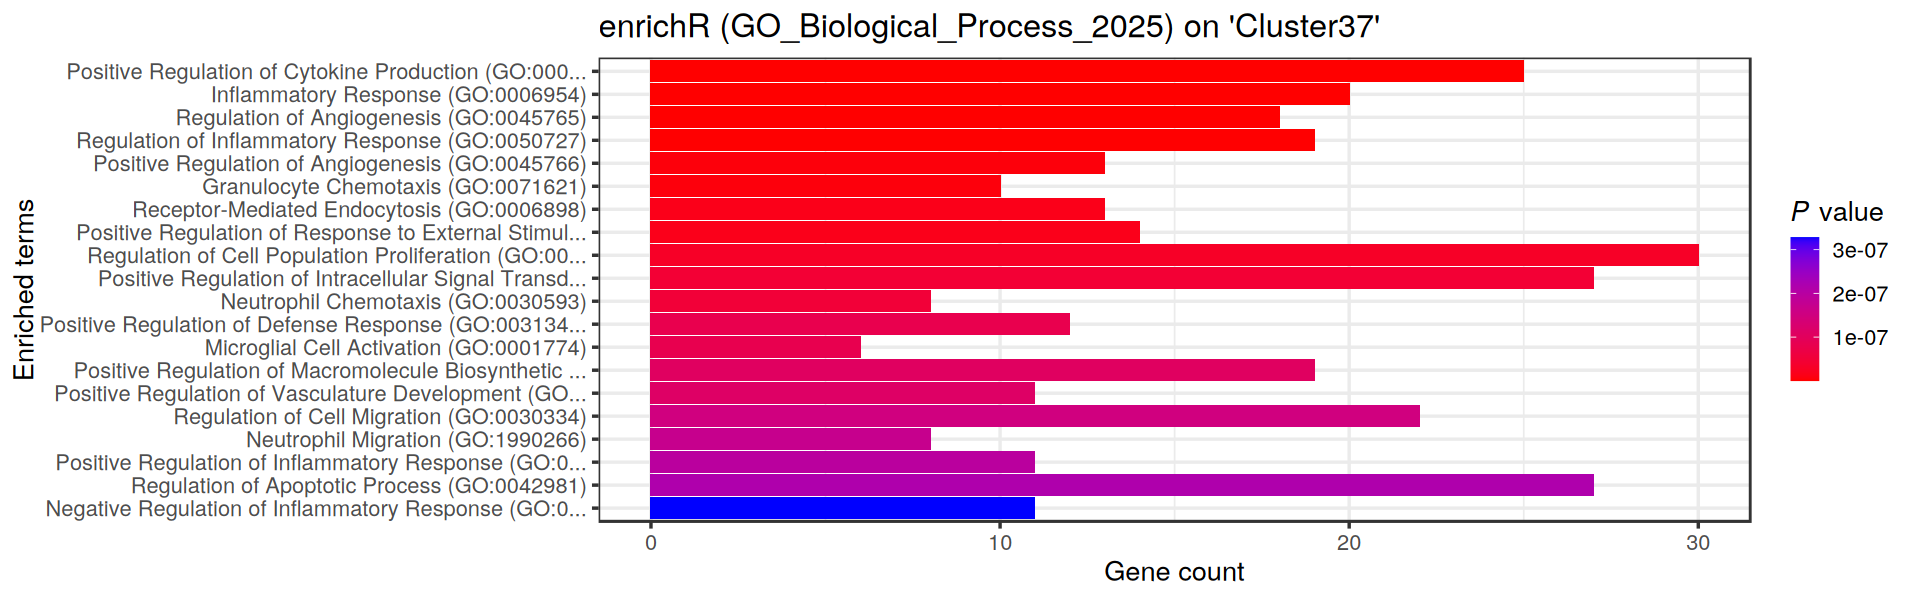 enrichR (GO_Biological_Process_2025) on 'Cluster37'
Enriched terms
Positive Regulation of Cytokine Production (GO:000...
Inflammatory Response (GO:0006954)
Regulation of Angiogenesis (GO:0045765)
Regulation of Inflammatory Response (GO:0050727)
Positive Regulation of Angiogenesis (GO:0045766)
Granulocyte Chemotaxis (GO:0071621)
Receptor-Mediated Endocytosis (GO:0006898)
Positive Regulation of Response to External Stimul...
Regulation of Cell Population Proliferation (GO:00...
Positive Regulation of Intracellular Signal Transd...
Neutrophil Chemotaxis (GO:0030593)
Positive Regulation of Defense Response (GO:003134...
Microglial Cell Activation (GO:0001774)
Positive Regulation of Macromolecule Biosynthetic ...
Positive Regulation of Vasculature Development (GO...
Regulation of Cell Migration (GO:0030334)
Neutrophil Migration (GO:1990266)
Positive Regulation of Inflammatory Response (GO:0...
Regulation of Apoptotic Process (GO:0042981)
Negative Regulation of Inflammatory Response (GO:0...
0 10 20 30
Gene count
P value
3e-07
2e-07
1e-07